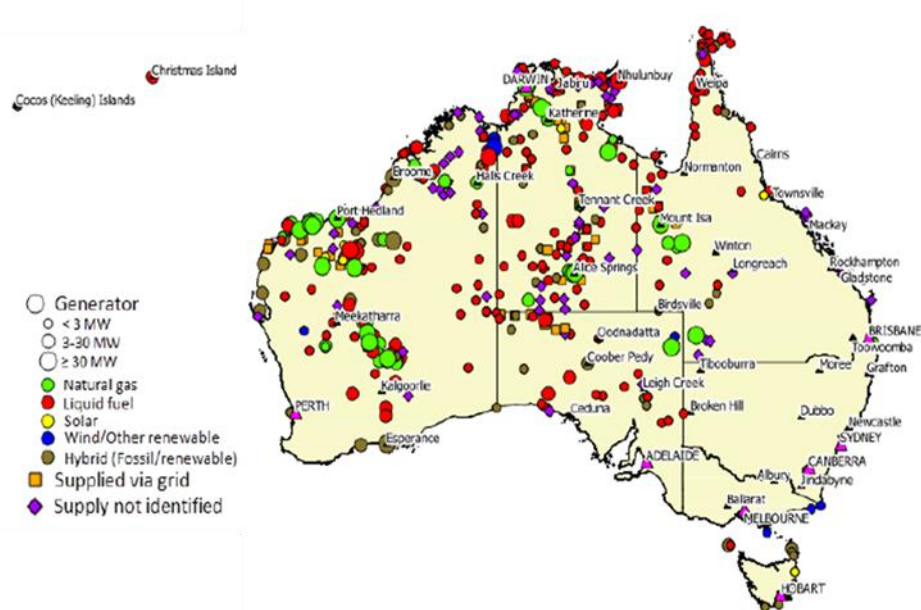 Christmas Island
Cocos (Keeling) Islands
DARWIN
Jabiru
Nhulunbuy
Weipa
Katherine
Cairns
Broome
Halls Creek
Normanton
Townsville
Port Hedland
Tennant Creek
Mount Isa
Mackay
Winton
Longreach
Rockhampton
Gladstone
Alice Springs
Birdsville
Meekatharra
Oodnadatta
BRISBANE
Toowoomba
Coober Pedy
Tibooburra
Moree
Grafton
Kalgoorlie
Leigh Creek
PERTH
Ceduna
Broken Hill
Dubbo
Newcastle
Esperance
SYDNEY
ADELAIDE
CANBERRA
Albury
Jindabyne
Ballarat
MELBOURNE
HOBART
Generator
< 3 MW
3-30 MW
≥ 30 MW
Natural gas
Liquid fuel
Solar
Wind/Other renewable
Hybrid (Fossil/renewable)
Supplied via grid
Supply not identified